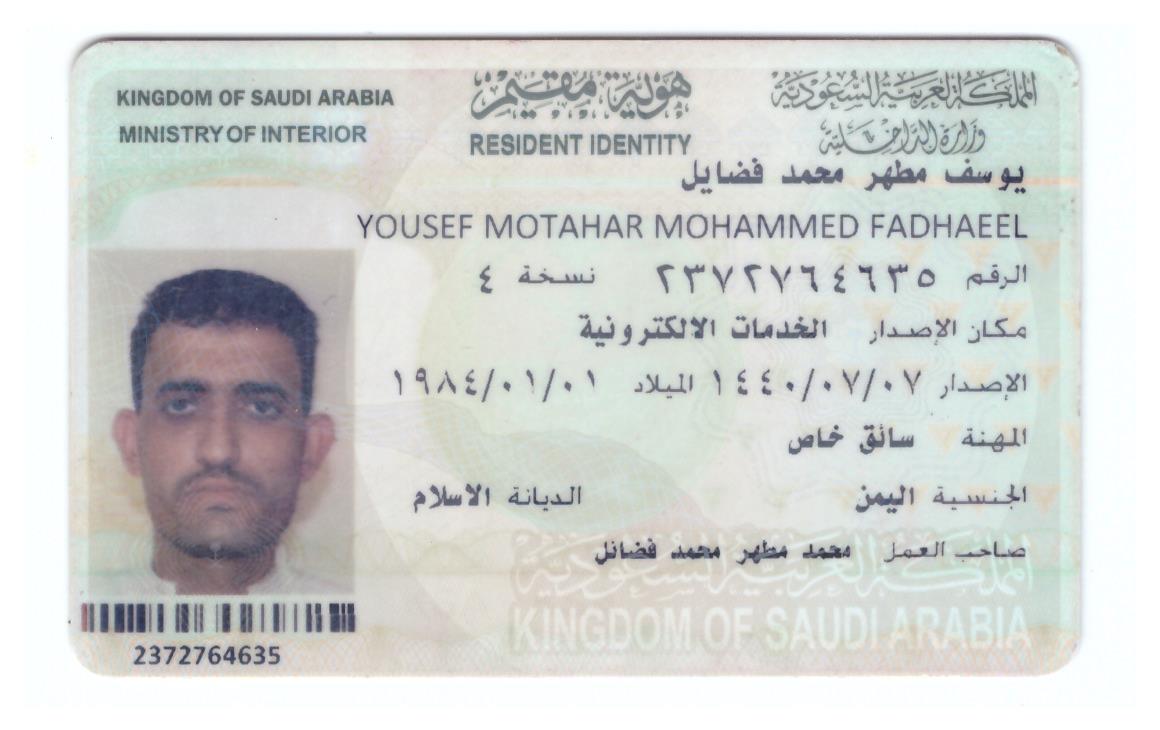 المملكة العربية السعودية
هوية مقيم
KINGDOM OF SAUDI ARABIA
وزارة الداخلية
RESIDENT IDENTITY
MINISTRY OF INTERIOR
يوسف مطهر محمد فضايل
YOUSEF MOTAHAR MOHAMMED FADHAEEL
الرقم ٢٣٧٢٧٦٤٦٣٥ نسخة ٤
مكان الإصدار الخدمات الالكترونية
الإصدار ١٤٤٠/٠٧/٠٧ الميلاد ١٩٨٤/٠١/٠١
المهنة سائق خاص
الجنسية اليمن الديانة الاسلام
صاحب العمل محمد مطهر محمد فضائل
المملكة العربية السعودية
KINGDOM OF SAUDI ARABIA
2372764635